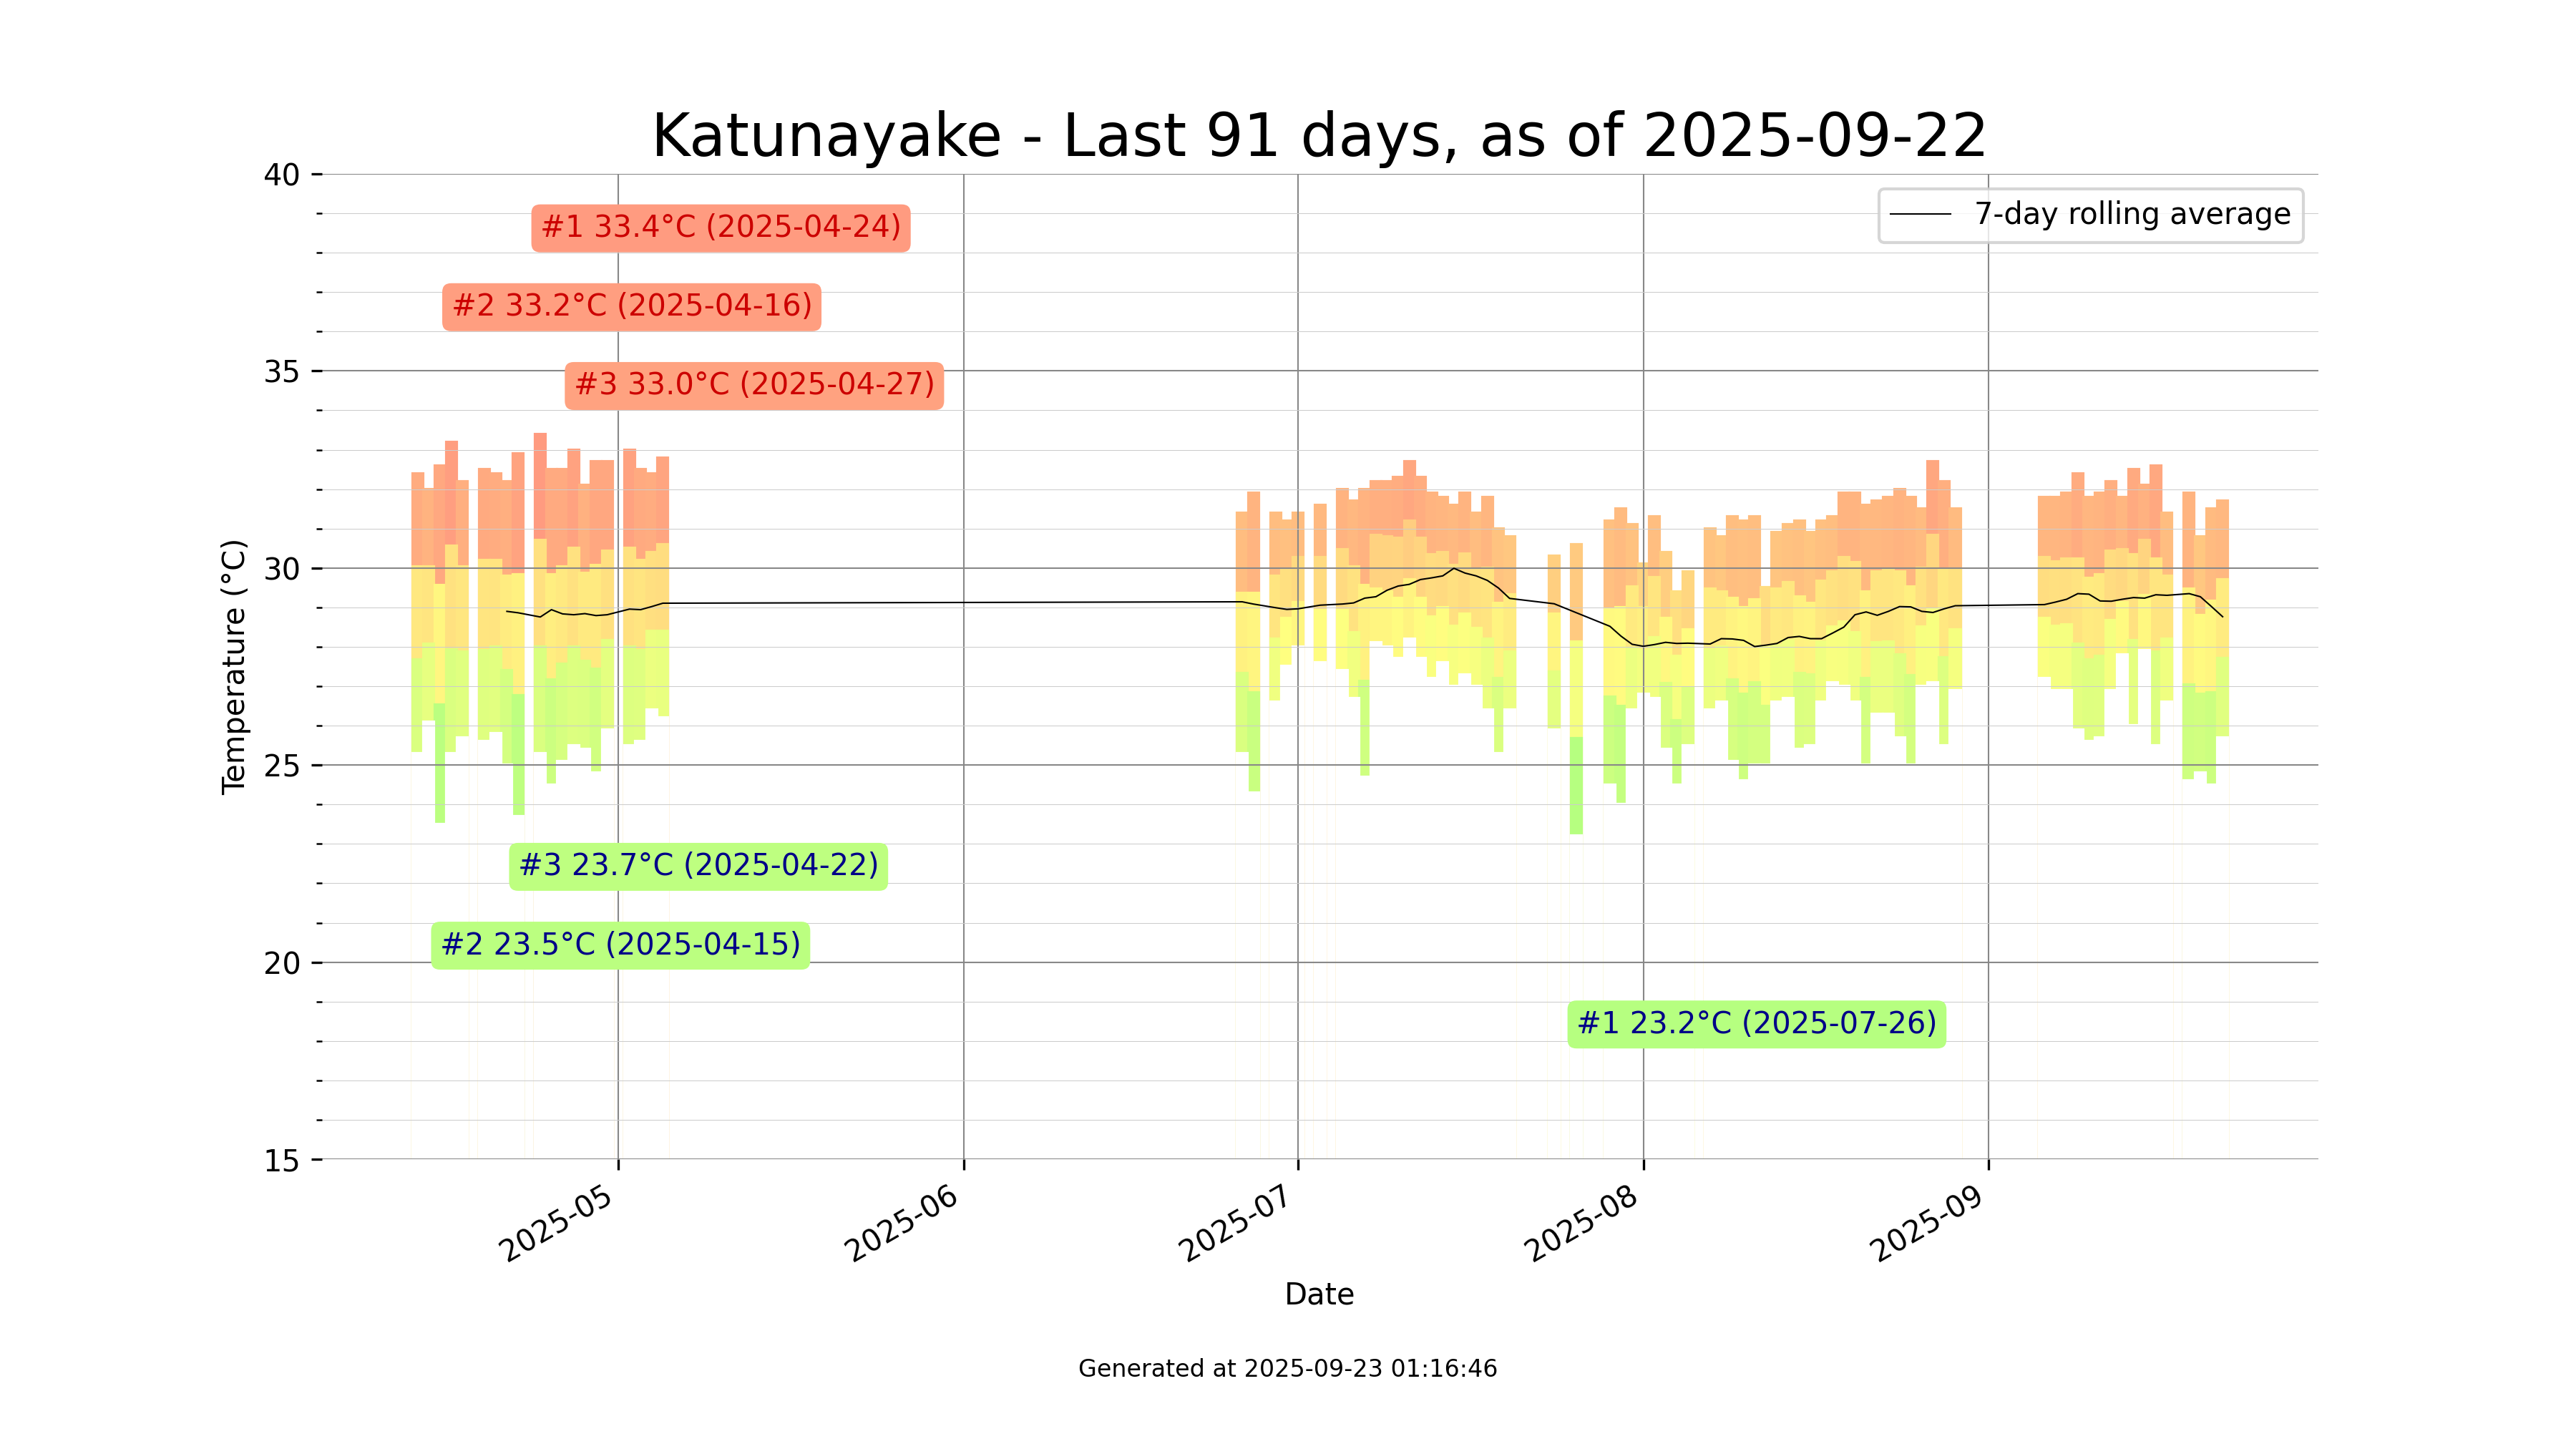 Katunayake - Last 91 days, as of 2025-09-22
40
35
30
25
20
15
Temperature (°C)
7-day rolling average
#1 33.4°C (2025-04-24)
#2 33.2°C (2025-04-16)
#3 33.0°C (2025-04-27)
#3 23.7°C (2025-04-22)
#2 23.5°C (2025-04-15)
#1 23.2°C (2025-07-26)
2025-05
2025-06
2025-07
2025-08
2025-09
Date
Generated at 2025-09-23 01:16:46